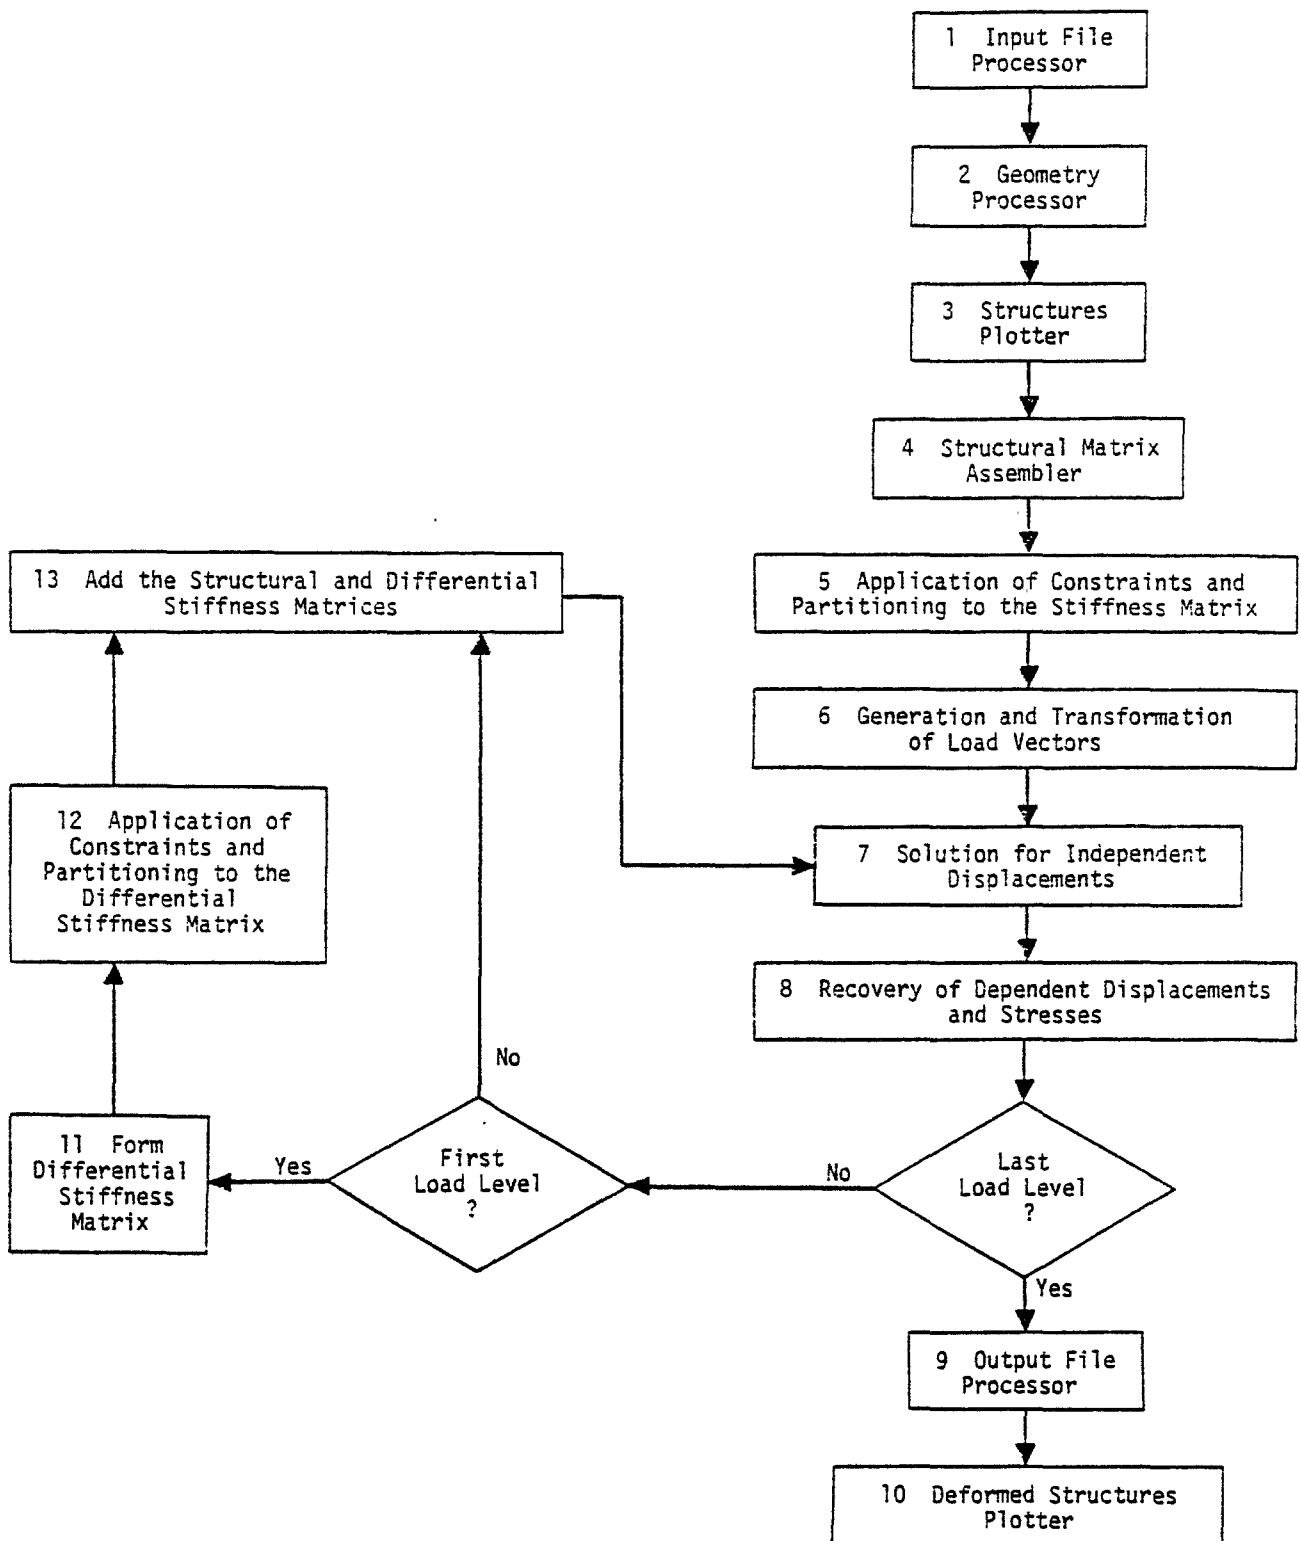 1 Input File
Processor
2 Geometry
Processor
3 Structures
Plotter
4 Structural Matrix
Assembler
5 Application of Constraints and
Partitioning to the Stiffness Matrix
6 Generation and Transformation
of Load Vectors
7 Solution for Independent
Displacements
8 Recovery of Dependent Displacements
and Stresses
Last
Load Level
?
No
Yes
9 Output File
Processor
10 Deformed Structures
Plotter
First
Load Level
?
Yes
No
11 Form
Differential
Stiffness
Matrix
12 Application of
Constraints and
Partitioning to the
Differential
Stiffness Matrix
13 Add the Structural and Differential
Stiffness Matrices